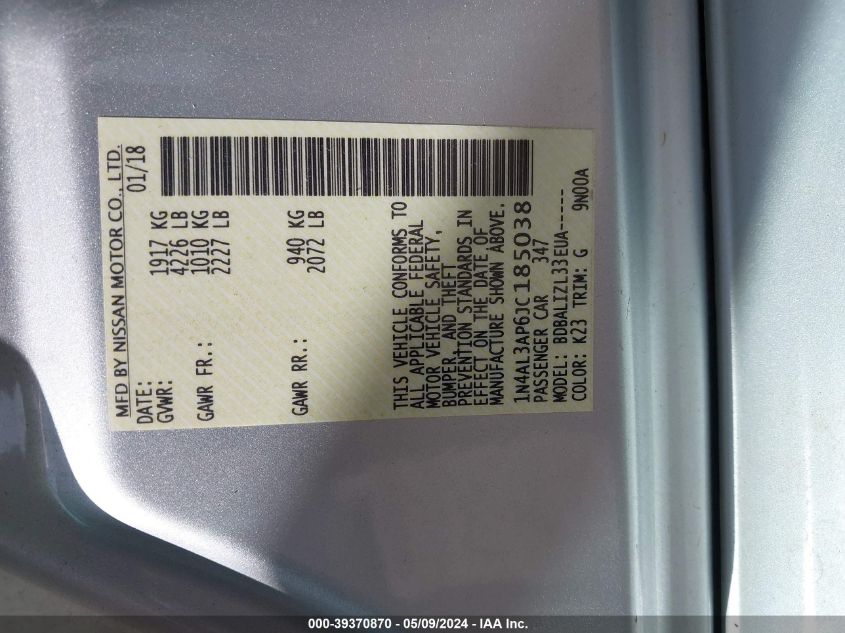 MFD BY NISSAN MOTOR CO., LTD.
DATE: 01/18
GVWR: 1917 KG
4226 LB
GAWR FR.: 1010 KG
2227 LB
GAWR RR.: 940 KG
2072 LB
THIS VEHICLE CONFORMS TO
ALL APPLICABLE FEDERAL
MOTOR VEHICLE SAFETY,
BUMPER, AND THEFT
PREVENTION STANDARDS IN
EFFECT ON THE DATE OF
MANUFACTURE SHOWN ABOVE.
1N4AL3AP6JC185038
PASSENGER CAR 347
MODEL: BDBALIZL33EUA-----
COLOR: K23 TRIM: G 9N00A
000-39370870 - 05/09/2024 - IAA Inc.